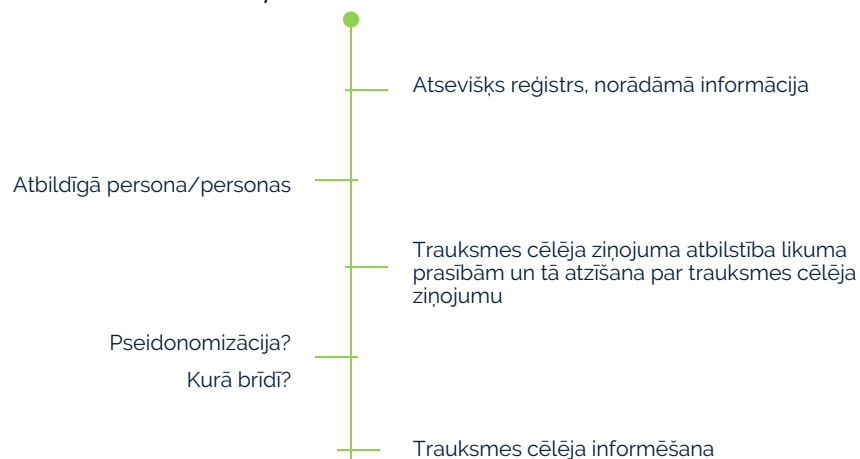 Atsevišķs reģistrs, norādāmā informācija
Atbildīgā persona/personas
Trauksmes cēlēja ziņojuma atbilstība likuma
prasībām un tā atzīšana par trauksmes cēlēja
ziņojumu
Pseidonomizācija?
Kurā brīdī?
Trauksmes cēlēja informēšana